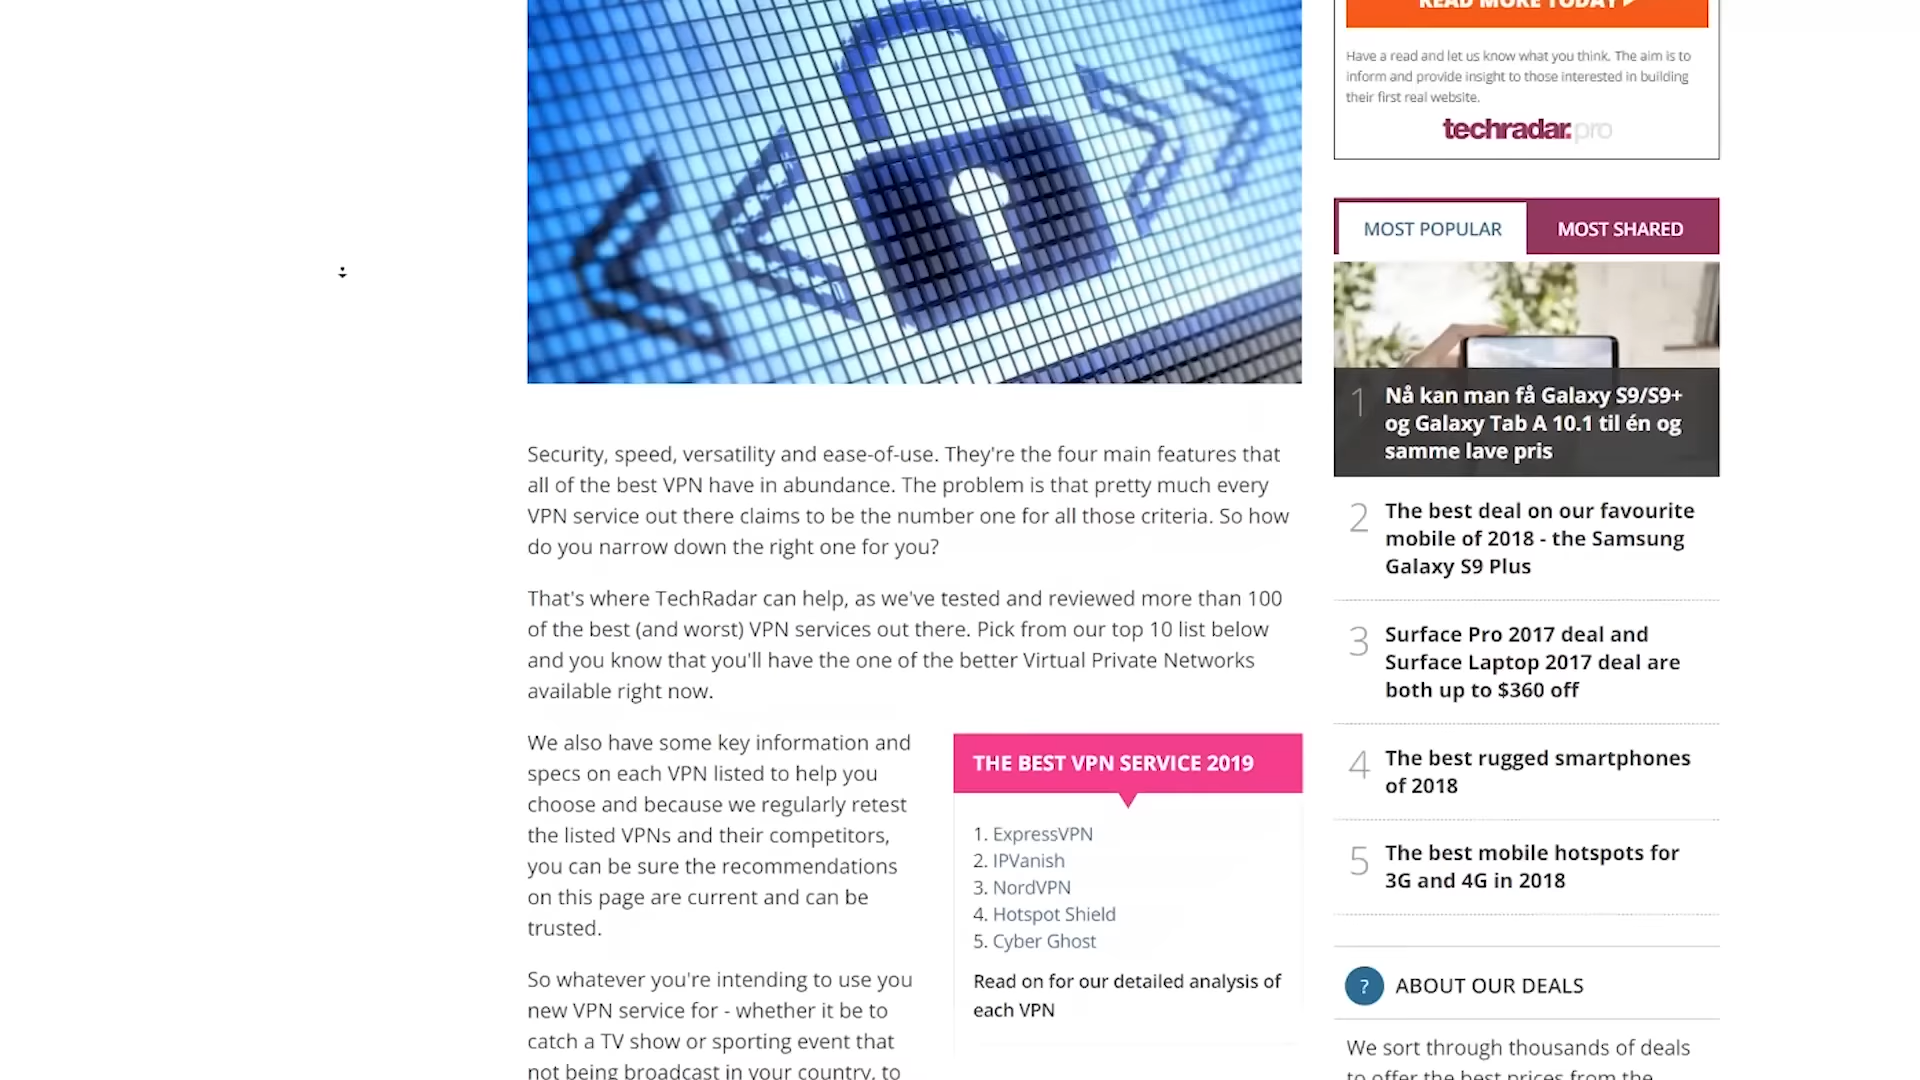 READ MORE TODAY
Have a read and let us know what you think. The aim is to
inform and provide insight to those interested in building
their first real website.
techradar.pro
MOST POPULAR
MOST SHARED
1
Nå kan man få Galaxy S9/S9+
og Galaxy Tab A 10.1 til én og
samme lave pris
2
The best deal on our favourite
mobile of 2018 - the Samsung
Galaxy S9 Plus
3
Surface Pro 2017 deal and
Surface Laptop 2017 deal are
both up to $360 off
4
The best rugged smartphones
of 2018
5
The best mobile hotspots for
3G and 4G in 2018
? ABOUT OUR DEALS
We sort through thousands of deals
to offer the best prices from the
Security, speed, versatility and ease-of-use. They're the four main features that
all of the best VPN have in abundance. The problem is that pretty much every
VPN service out there claims to be the number one for all those criteria. So how
do you narrow down the right one for you?
That's where TechRadar can help, as we've tested and reviewed more than 100
of the best (and worst) VPN services out there. Pick from our top 10 list below
and you know that you'll have the one of the better Virtual Private Networks
available right now.
We also have some key information and
specs on each VPN listed to help you
choose and because we regularly retest
the listed VPNs and their competitors,
you can be sure the recommendations
on this page are current and can be
trusted.
So whatever you're intending to use you
new VPN service for - whether it be to
catch a TV show or sporting event that
not being broadcast in your country, to
THE BEST VPN SERVICE 2019
1. ExpressVPN
2. IPVanish
3. NordVPN
4. Hotspot Shield
5. Cyber Ghost
Read on for our detailed analysis of
each VPN